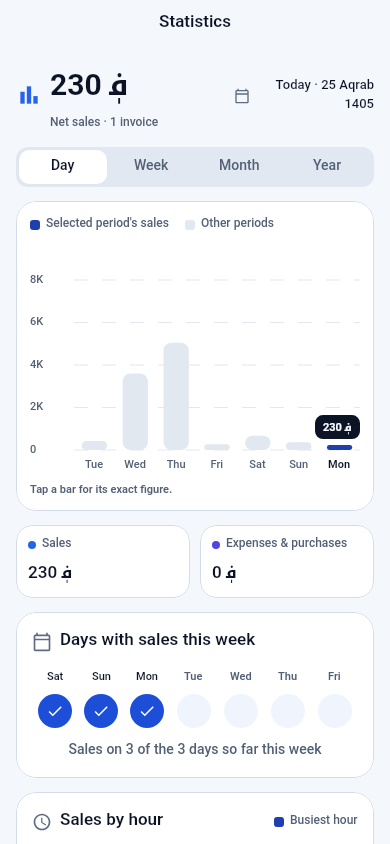 Statistics
230 ؋
Net sales · 1 invoice
Today · 25 Aqrab
1405
Day Week Month Year
Selected period's sales Other periods
8K
6K
4K
2K
0
230 ؋
Tue Wed Thu Fri Sat Sun Mon
Tap a bar for its exact figure.
Sales
230 ؋
Expenses & purchases
0 ؋
Days with sales this week
Sat Sun Mon Tue Wed Thu Fri
Sales on 3 of the 3 days so far this week
Sales by hour Busiest hour